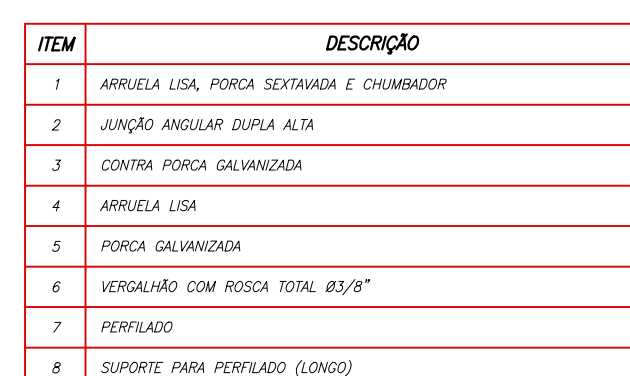 ITEM DESCRIÇÃO
1 ARRUELA LISA, PORCA SEXTAVADA E CHUMBADOR
2 JUNÇÃO ANGULAR DUPLA ALTA
3 CONTRA PORCA GALVANIZADA
4 ARRUELA LISA
5 PORCA GALVANIZADA
6 VERGALHÃO COM ROSCA TOTAL Ø3/8"
7 PERFILADO
8 SUPORTE PARA PERFILADO (LONGO)